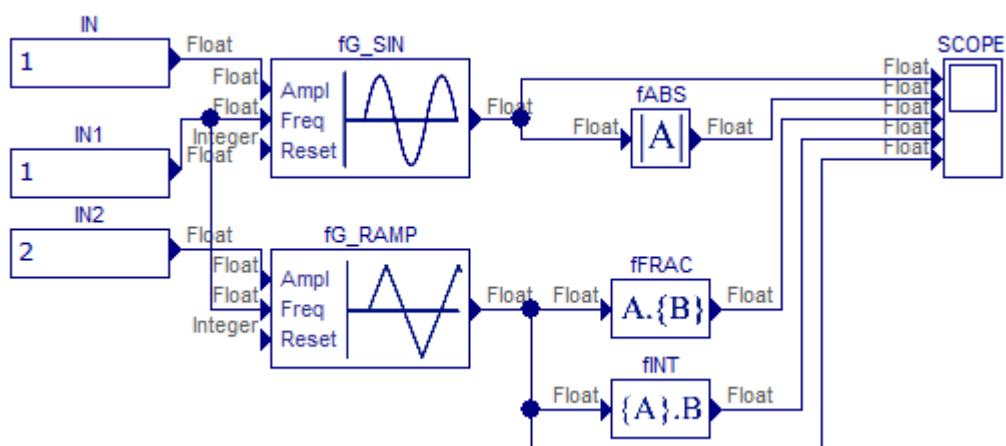 IN
Float
1
fG_SIN
Float
Ampl
Float
Freq
Integer
Reset
Float
fABS
Float
|A|
Float
SCOPE
Float
Float
Float
Float
Float
IN1
Float
1
IN2
Float
2
fG_RAMP
Float
Ampl
Float
Freq
Integer
Reset
Float
fFRAC
Float
A.{B}
Float
fINT
Float
{A}.B
Float